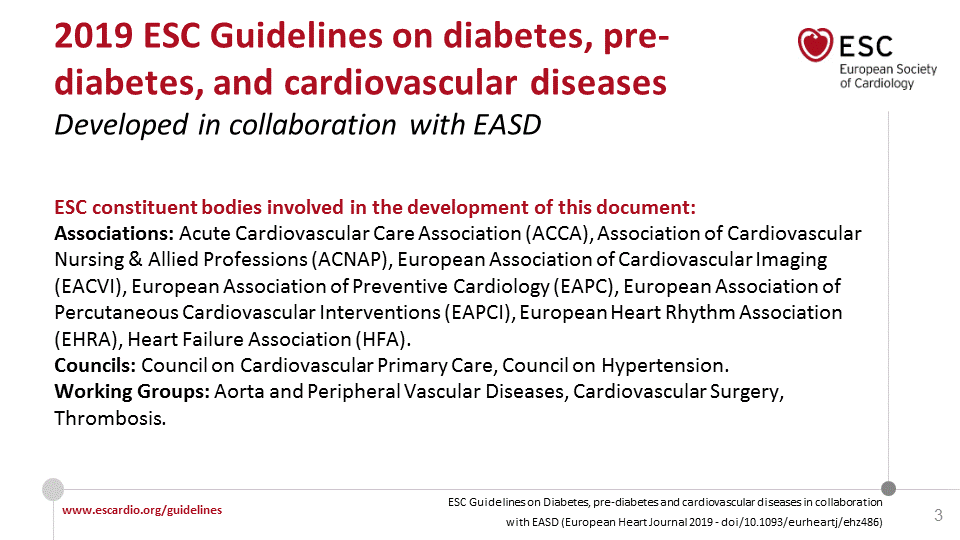 2019 ESC Guidelines on diabetes, pre-
diabetes, and cardiovascular diseases
Developed in collaboration with EASD
ESC
European Society
of Cardiology
ESC constituent bodies involved in the development of this document:
Associations: Acute Cardiovascular Care Association (ACCA), Association of Cardiovascular
Nursing & Allied Professions (ACNAP), European Association of Cardiovascular Imaging
(EACVI), European Association of Preventive Cardiology (EAPC), European Association of
Percutaneous Cardiovascular Interventions (EAPCI), European Heart Rhythm Association
(EHRA), Heart Failure Association (HFA).
Councils: Council on Cardiovascular Primary Care, Council on Hypertension.
Working Groups: Aorta and Peripheral Vascular Diseases, Cardiovascular Surgery,
Thrombosis.
www.escardio.org/guidelines
ESC Guidelines on Diabetes, pre-diabetes and cardiovascular diseases in collaboration
with EASD (European Heart Journal 2019 - doi/10.1093/eurheartj/ehz486)
3